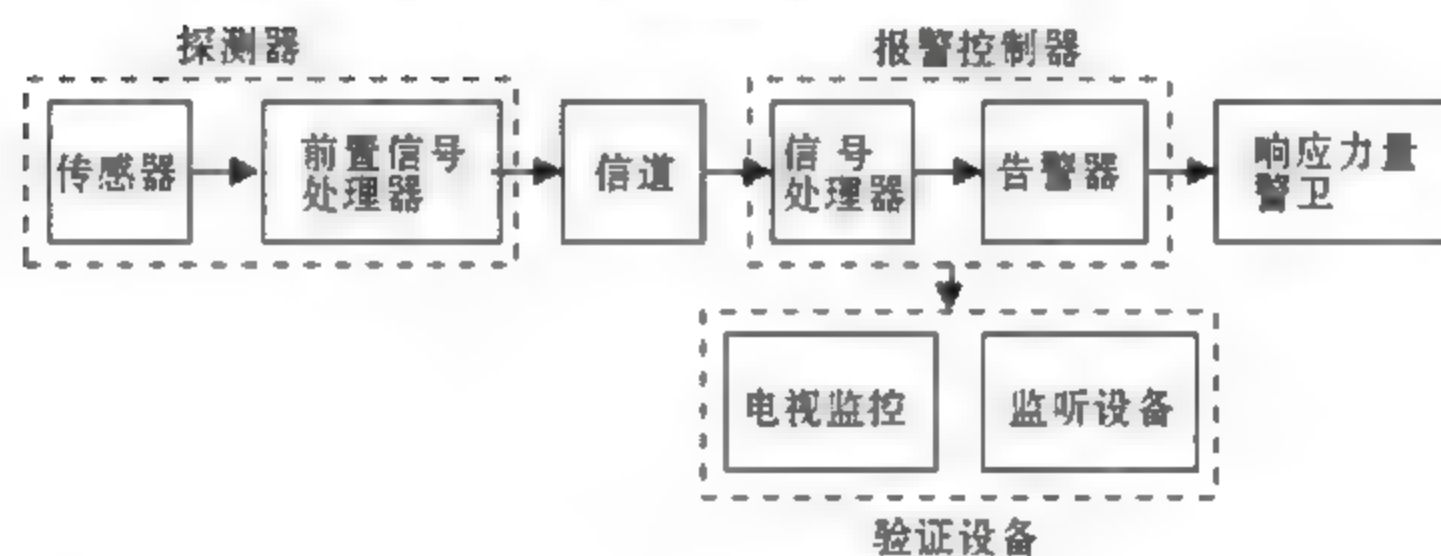 探测器
报警控制器
传感器
前置信号
处理器
信道
信号
处理器
告警器
响应力量
警卫
电视监控
监听设备
验证设备